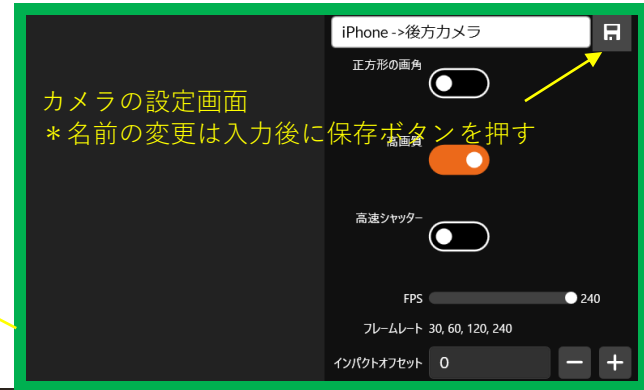 iPhone ->後方カメラ
正方形の画角
カメラの設定画面
＊名前の変更は入力後に保存ボタンを押す
高画質
高速シャッター
FPS 240
フレームレート 30, 60, 120, 240
インパクトオフセット 0 − +